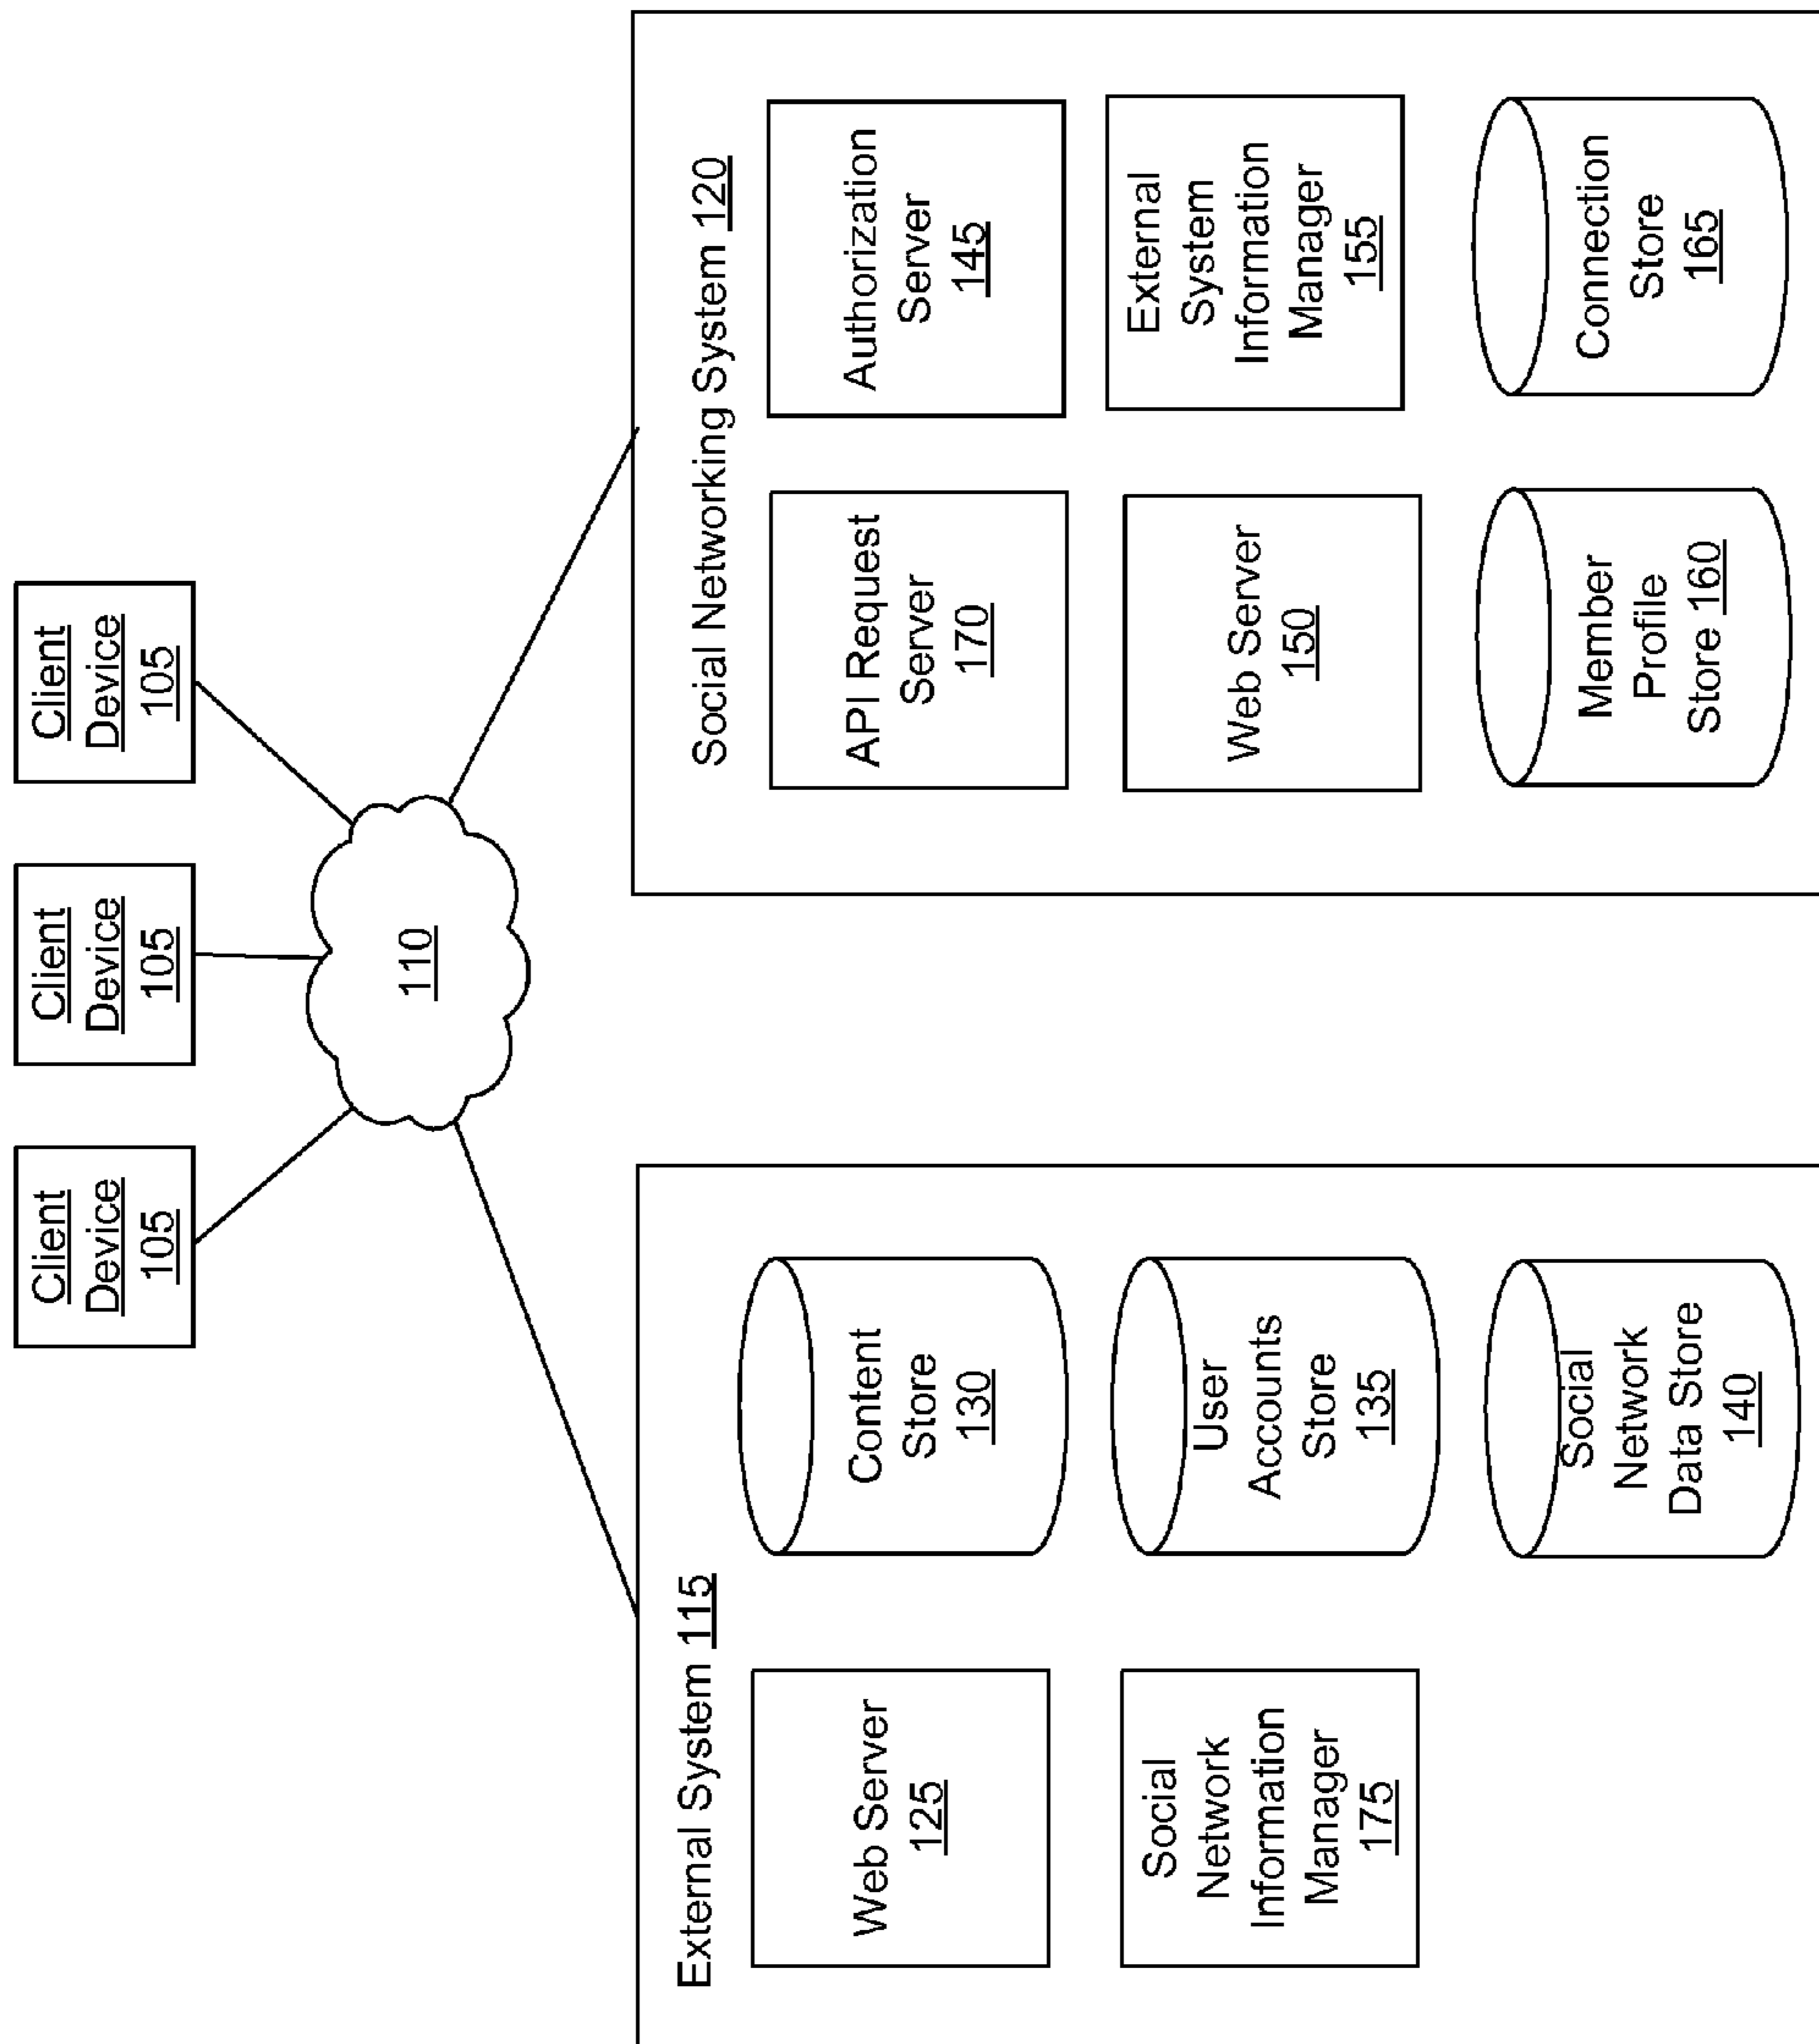 Client
Device
105
Client
Device
105
Client
Device
105
110
External System 115
Web Server
125
Content
Store
130
Social
Network
Information
Manager
175
User
Accounts
Store
135
Social
Network
Data Store
140
Social Networking System 120
API Request
Server
170
Authorization
Server
145
Web Server
150
External
System
Information
Manager
155
Member
Profile
Store 160
Connection
Store
165